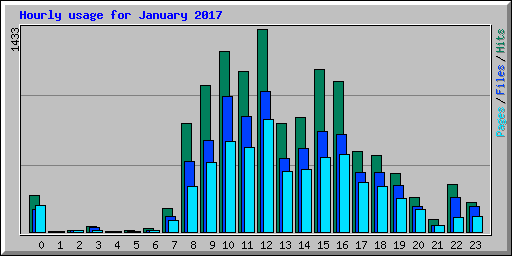 Hourly usage for January 2017
1433
Pages/Files/Hits
0 1 2 3 4 5 6 7 8 9 10 11 12 13 14 15 16 17 18 19 20 21 22 23